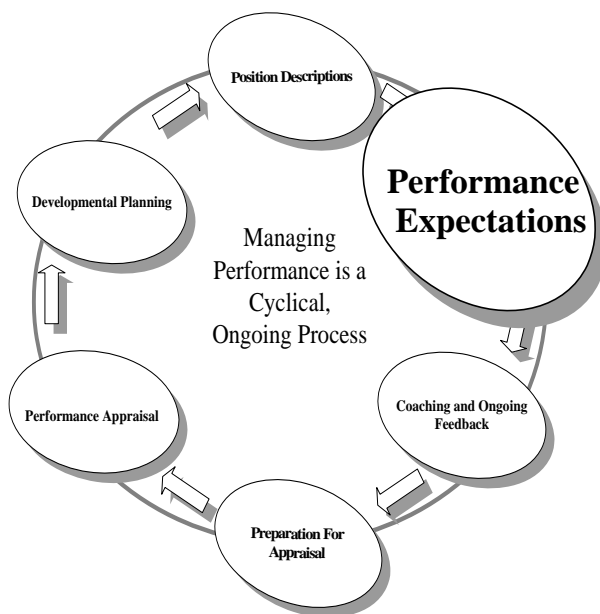 Position Descriptions
Performance
Expectations
Developmental Planning
Managing
Performance is a
Cyclical,
Ongoing Process
Performance Appraisal
Coaching and Ongoing
Feedback
Preparation For
Appraisal